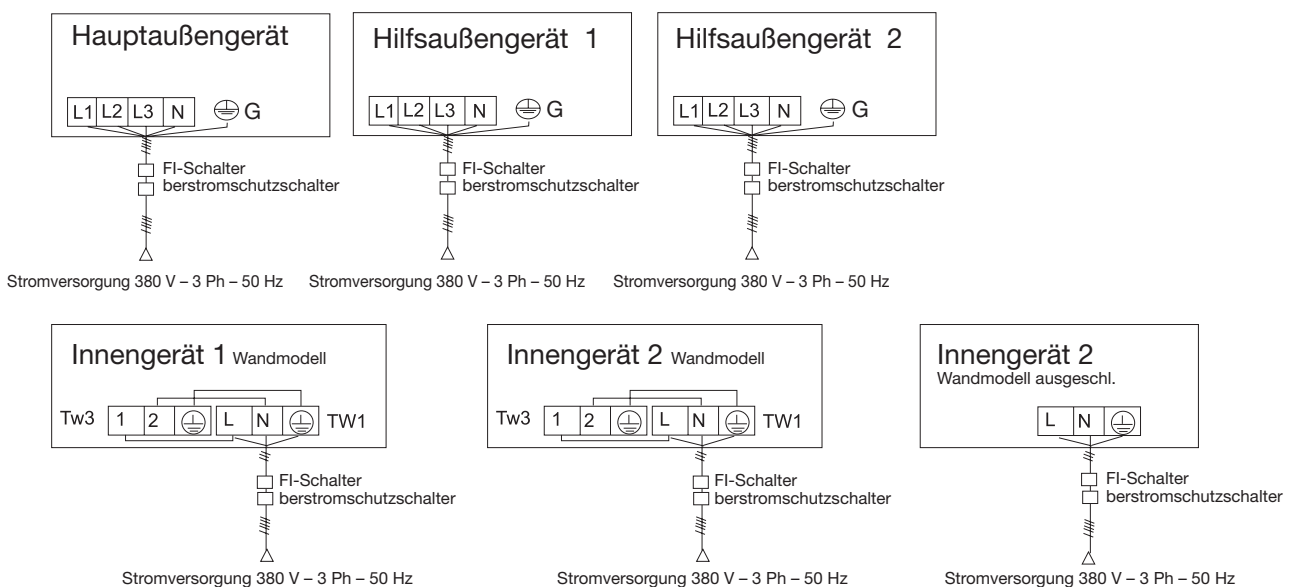 Hauptaußengerät
L1 L2 L3 N G
FI-Schalter
berstromschutzschalter
Stromversorgung 380 V – 3 Ph – 50 Hz
Hilfsaußengerät 1
L1 L2 L3 N G
FI-Schalter
berstromschutzschalter
Stromversorgung 380 V – 3 Ph – 50 Hz
Hilfsaußengerät 2
L1 L2 L3 N G
FI-Schalter
berstromschutzschalter
Stromversorgung 380 V – 3 Ph – 50 Hz
Innengerät 1 Wandmodell
Tw3 1 2 L N TW1
FI-Schalter
berstromschutzschalter
Stromversorgung 380 V – 3 Ph – 50 Hz
Innengerät 2 Wandmodell
Tw3 1 2 L N TW1
FI-Schalter
berstromschutzschalter
Stromversorgung 380 V – 3 Ph – 50 Hz
Innengerät 2
Wandmodell ausgeschl.
L N
FI-Schalter
berstromschutzschalter
Stromversorgung 380 V – 3 Ph – 50 Hz